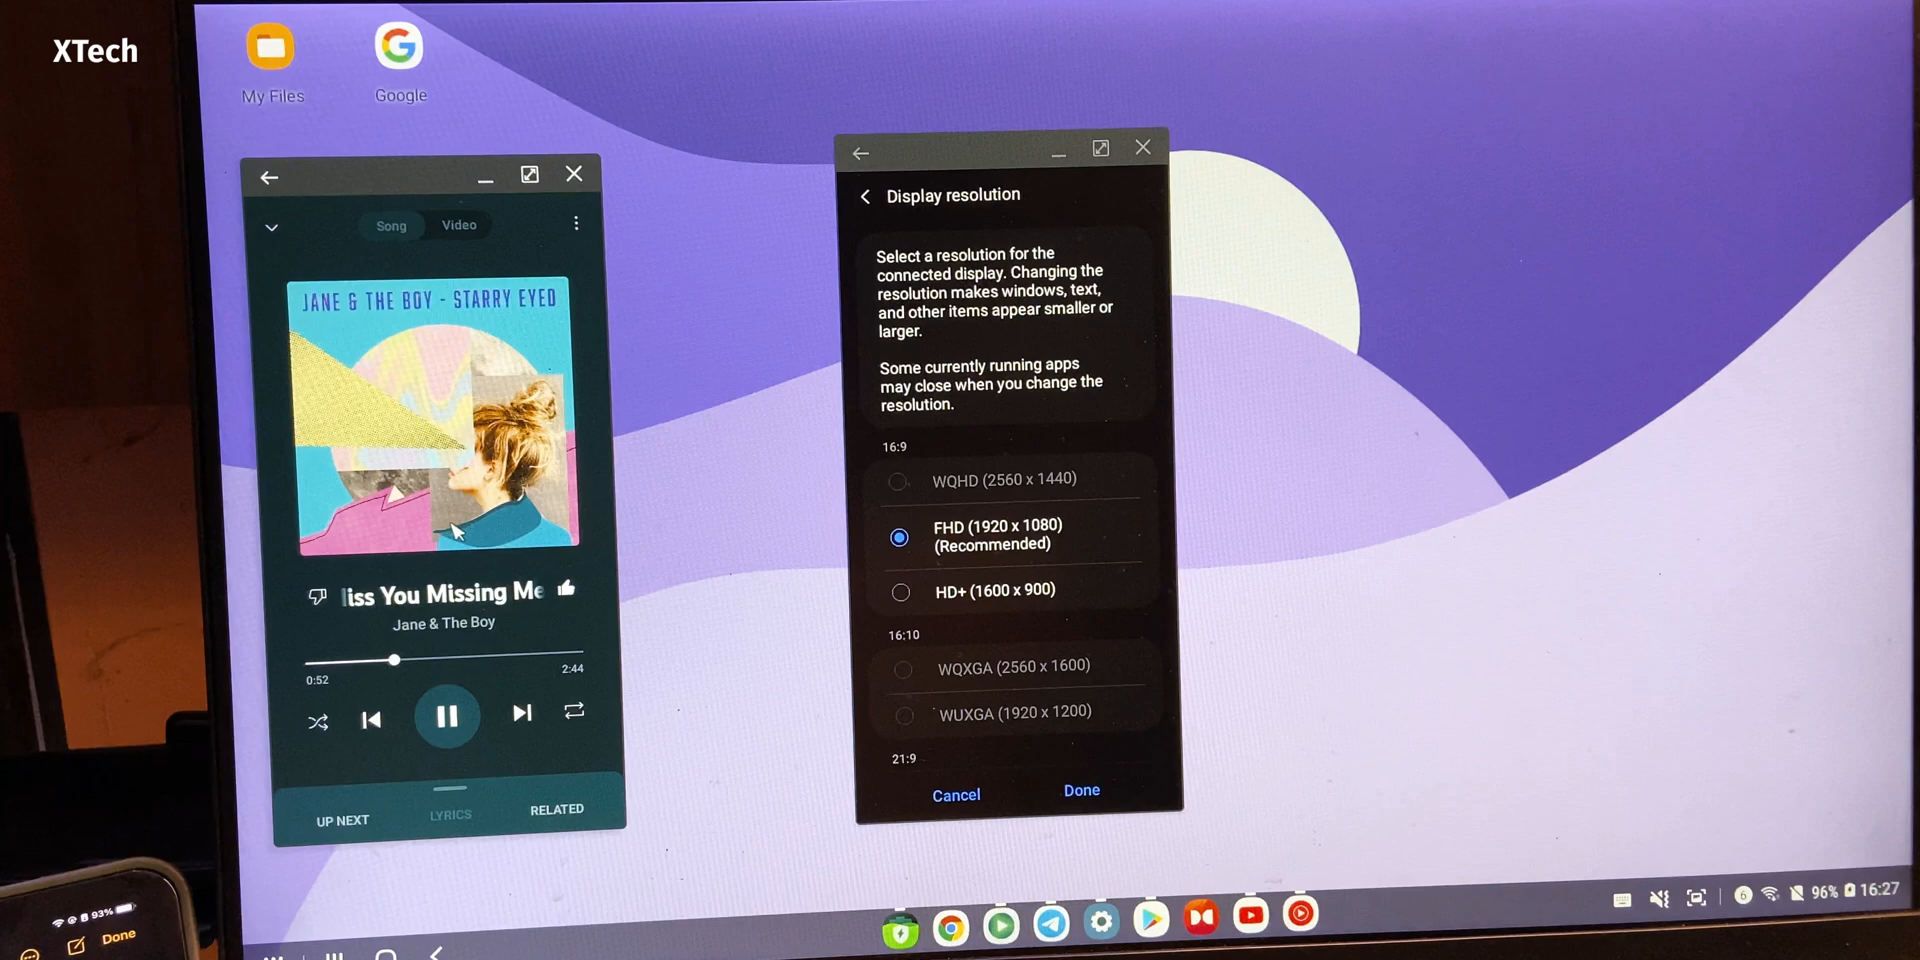 XTech
My Files
Google
Song
Video
JANE & THE BOY - STARRY EYED
iss You Missing Me
Jane & The Boy
0:52
2:44
UP NEXT
LYRICS
RELATED
Display resolution
Select a resolution for the
connected display. Changing the
resolution makes windows, text,
and other items appear smaller or
larger.
Some currently running apps
may close when you change the
resolution.
16:9
WQHD (2560 x 1440)
FHD (1920 x 1080)
(Recommended)
HD+ (1600 x 900)
16:10
WQXGA (2560 x 1600)
WUXGA (1920 x 1200)
21:9
Cancel
Done
93%
Done
6
96%
16:27